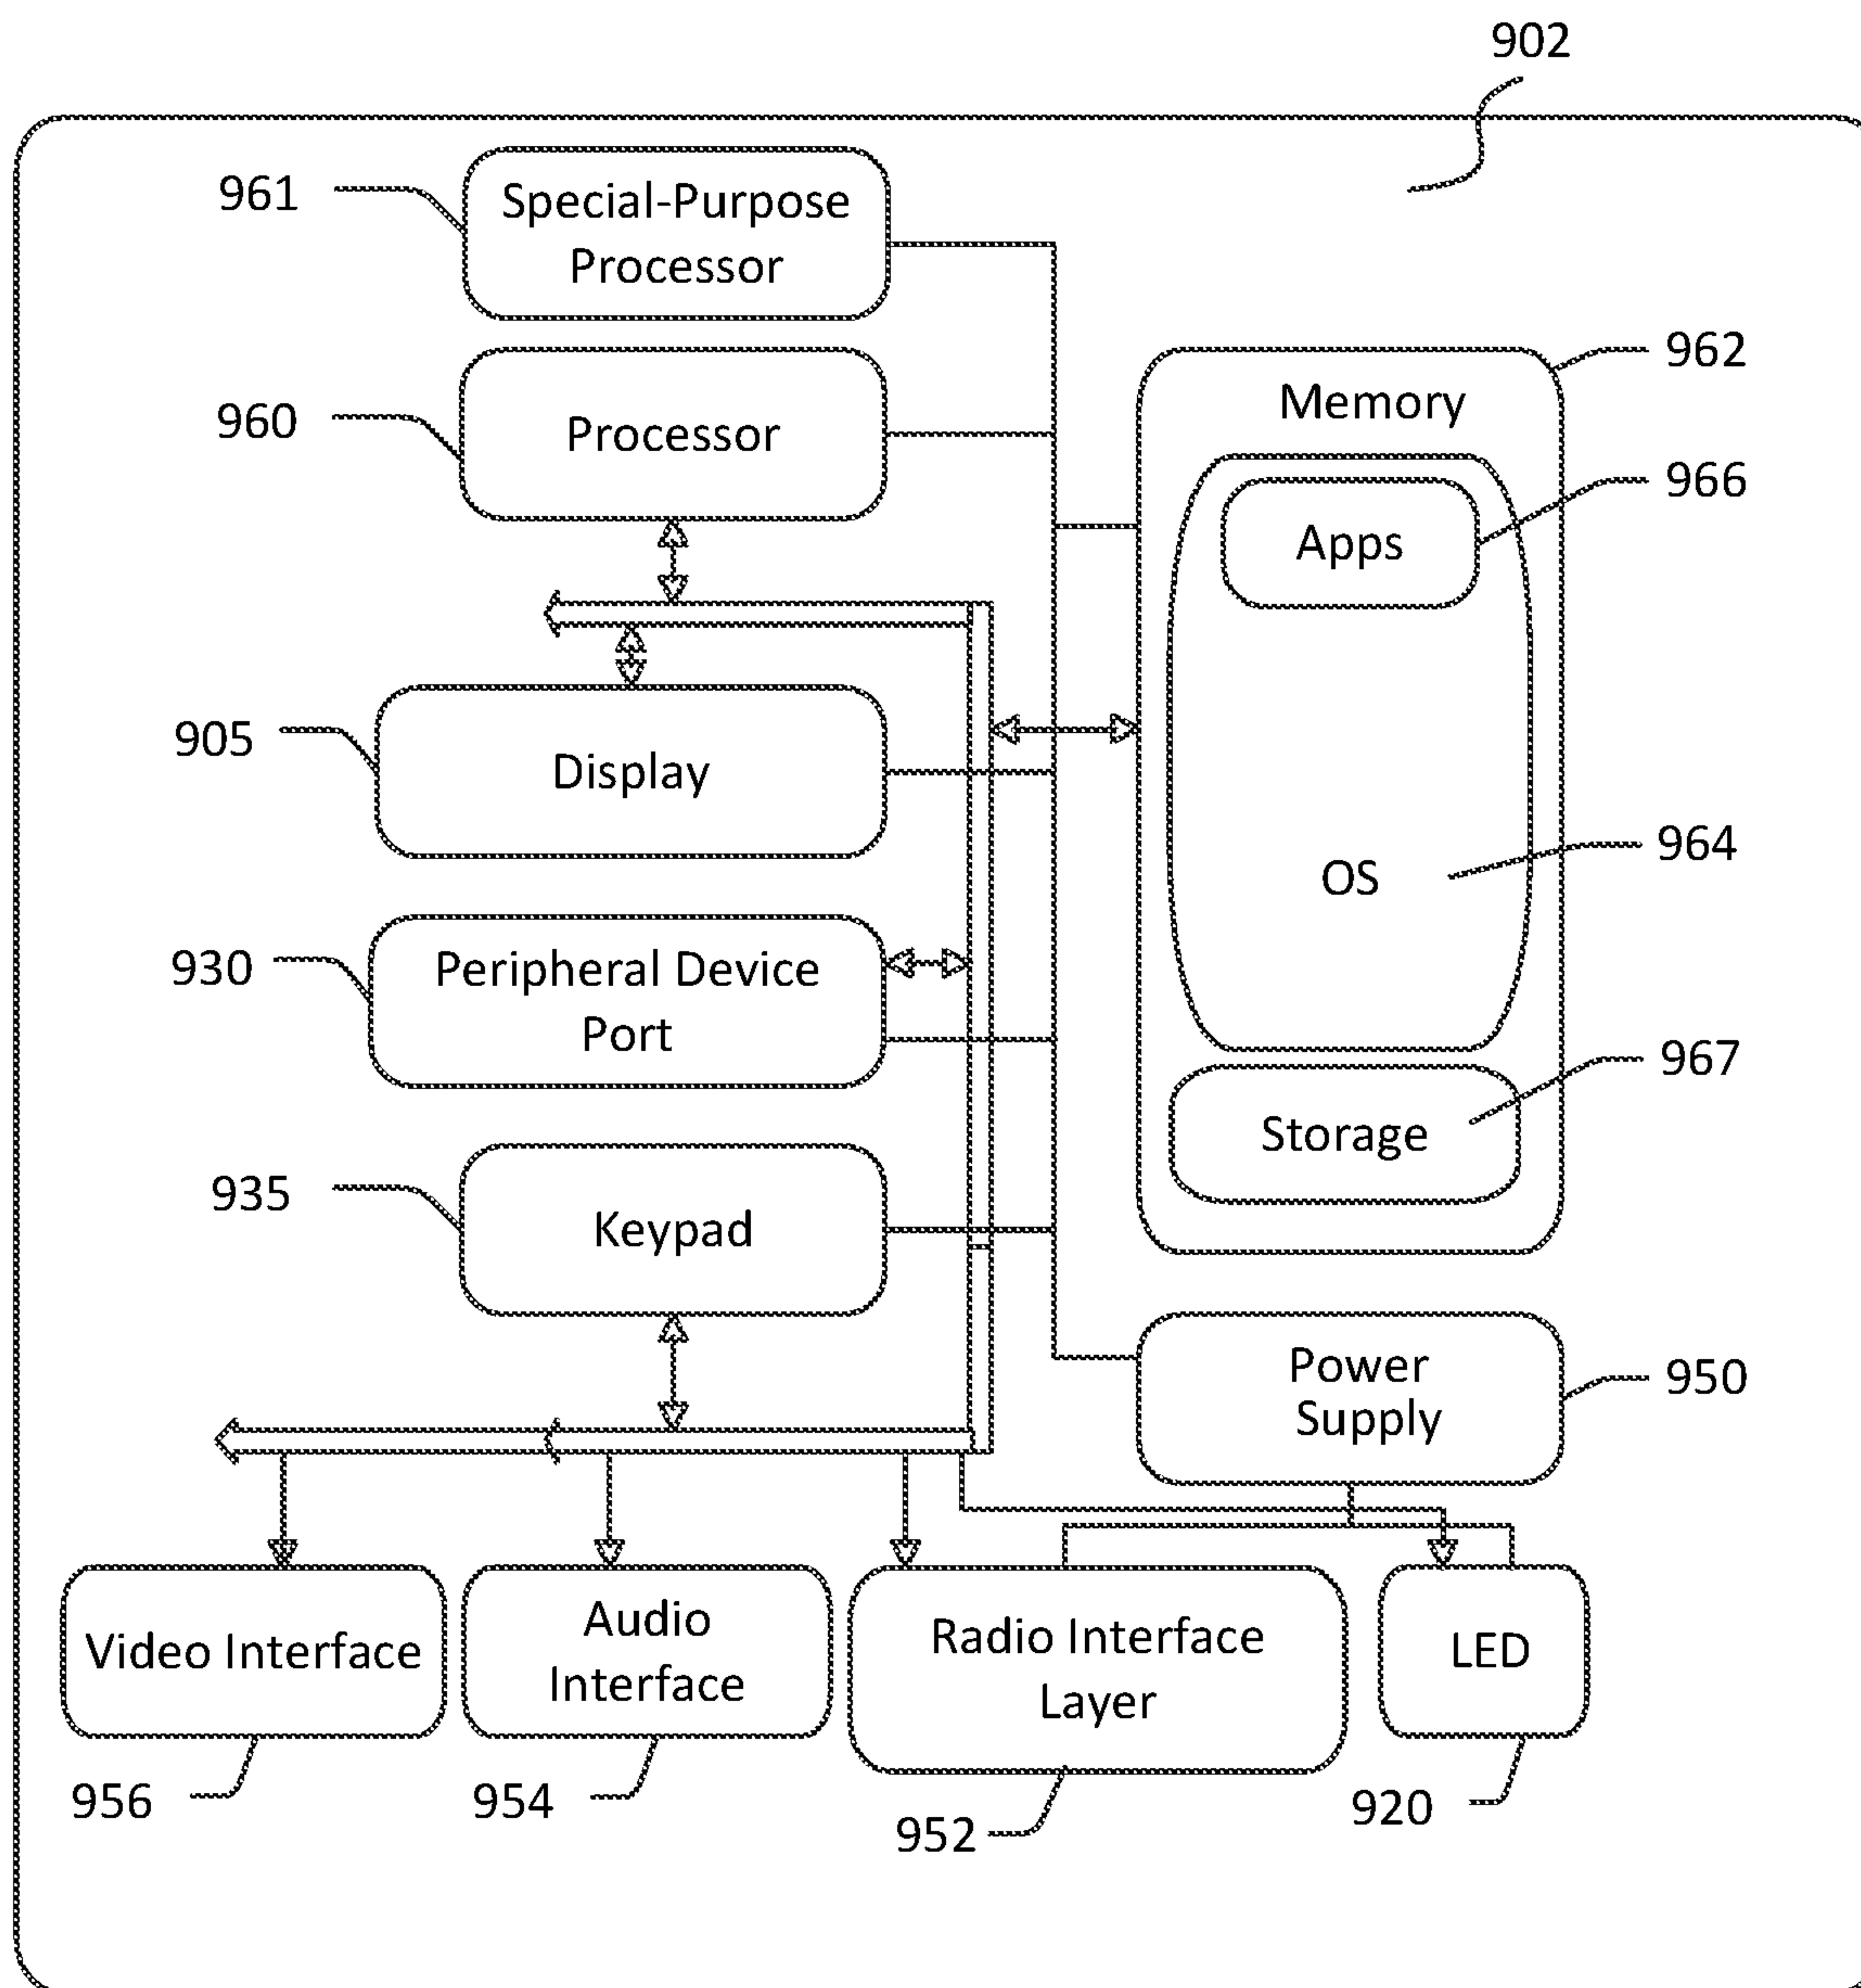 902
961
Special-Purpose
Processor
962
Memory
960
Processor
966
Apps
905
Display
964
OS
930
Peripheral Device
Port
967
Storage
935
Keypad
950
Power
Supply
Video Interface
Audio
Interface
Radio Interface
Layer
LED
956
954
952
920